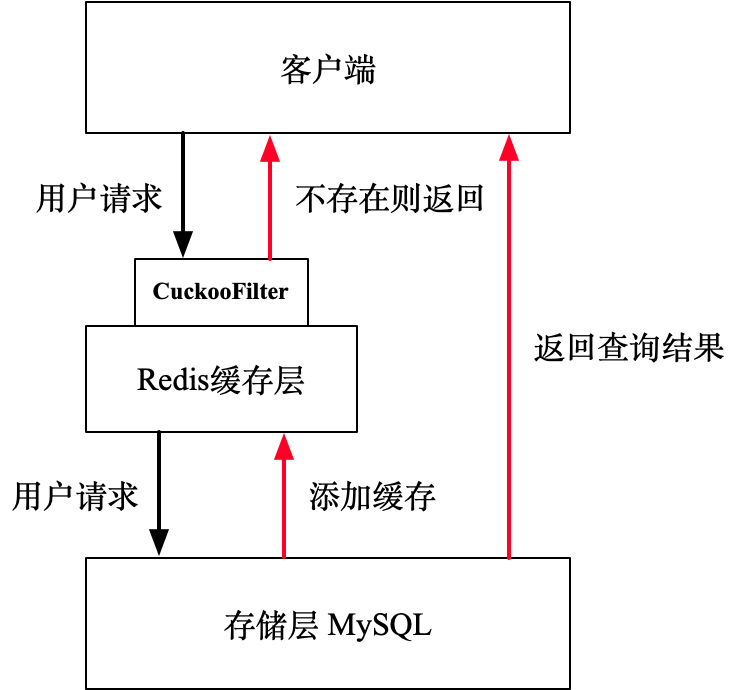 客户端
用户请求
不存在则返回
CuckooFilter
返回查询结果
Redis缓存层
用户请求
添加缓存
存储层 MySQL